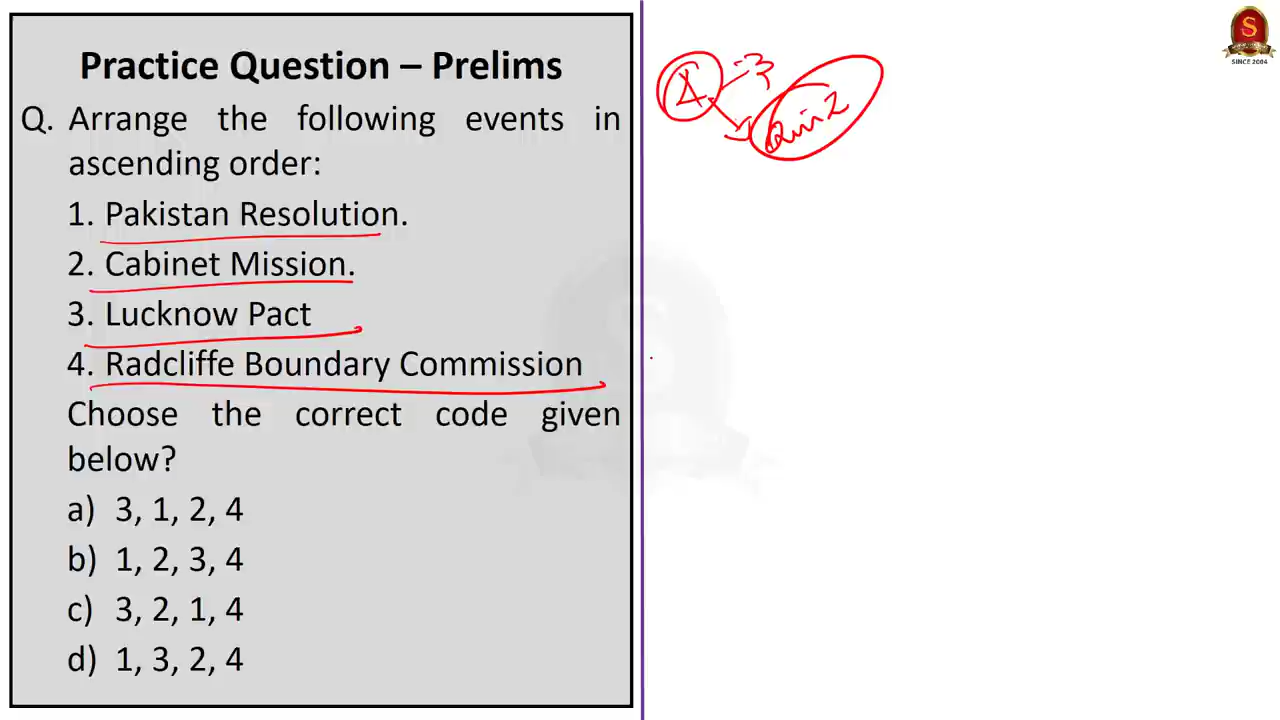 Practice Question – Prelims
Q. Arrange the following events in
ascending order:
1. Pakistan Resolution.
2. Cabinet Mission.
3. Lucknow Pact
4. Radcliffe Boundary Commission
Choose the correct code given
below?
a) 3, 1, 2, 4
b) 1, 2, 3, 4
c) 3, 2, 1, 4
d) 1, 3, 2, 4
Quiz
SINCE 2004